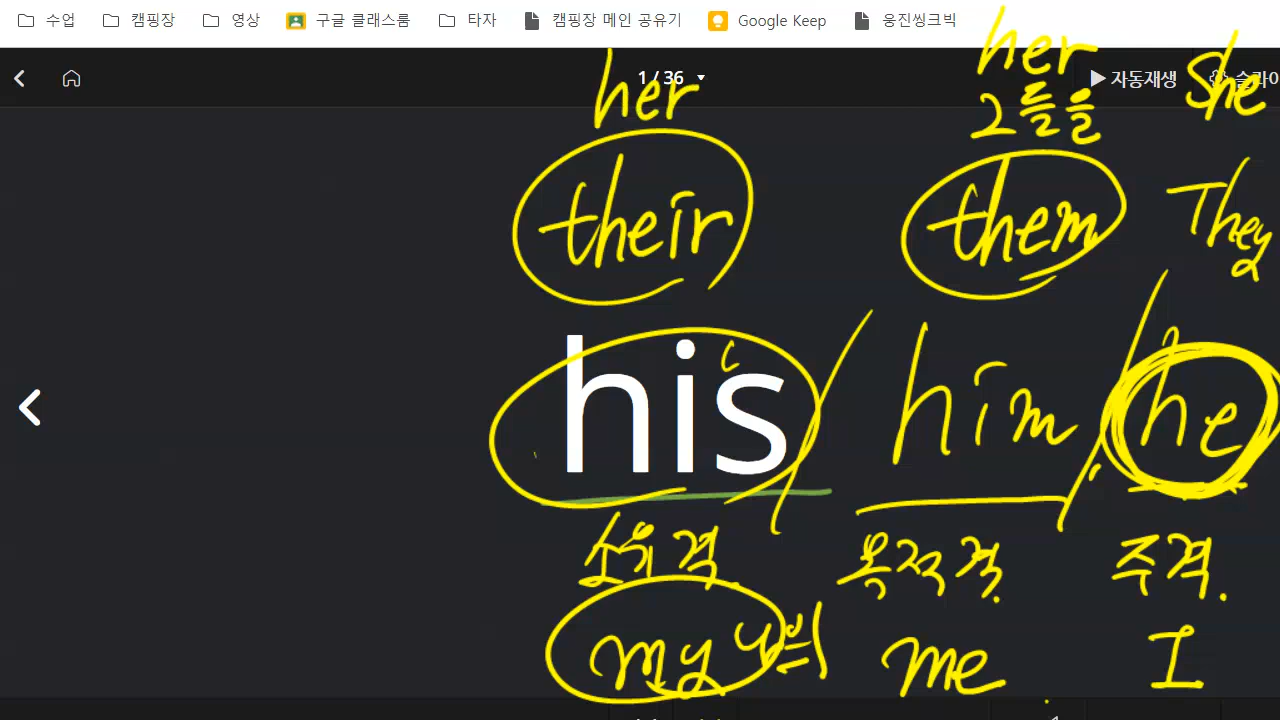 수업 캠핑장 영상 구글 클래스룸 타자 캠핑장 메인 공유기 Google Keep 웅진씽크빅
1 / 36 자동재생 슬라이
her her She
그들을
their them They
his him he
소유격 목적격 주격
my 나의 me I